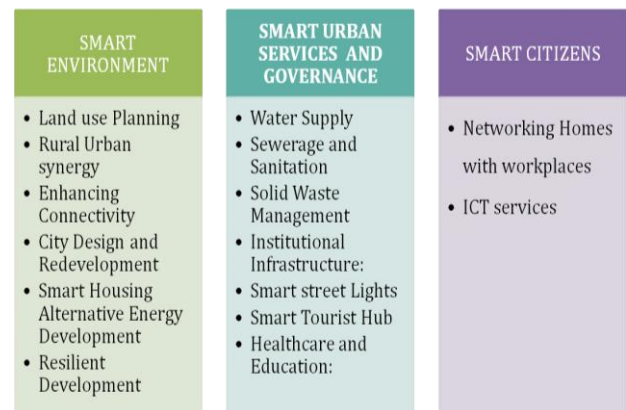 SMART
ENVIRONMENT
• Land use Planning
• Rural Urban
synergy
• Enhancing
Connectivity
• City Design and
Redevelopment
• Smart Housing
Alternative Energy
Development
• Resilient
Development
SMART URBAN
SERVICES AND
GOVERNANCE
• Water Supply
• Sewerage and
Sanitation
• Solid Waste
Management
• Institutional
Infrastructure:
• Smart street Lights
• Smart Tourist Hub
• Healthcare and
Education:
SMART CITIZENS
• Networking Homes
with workplaces
• ICT services